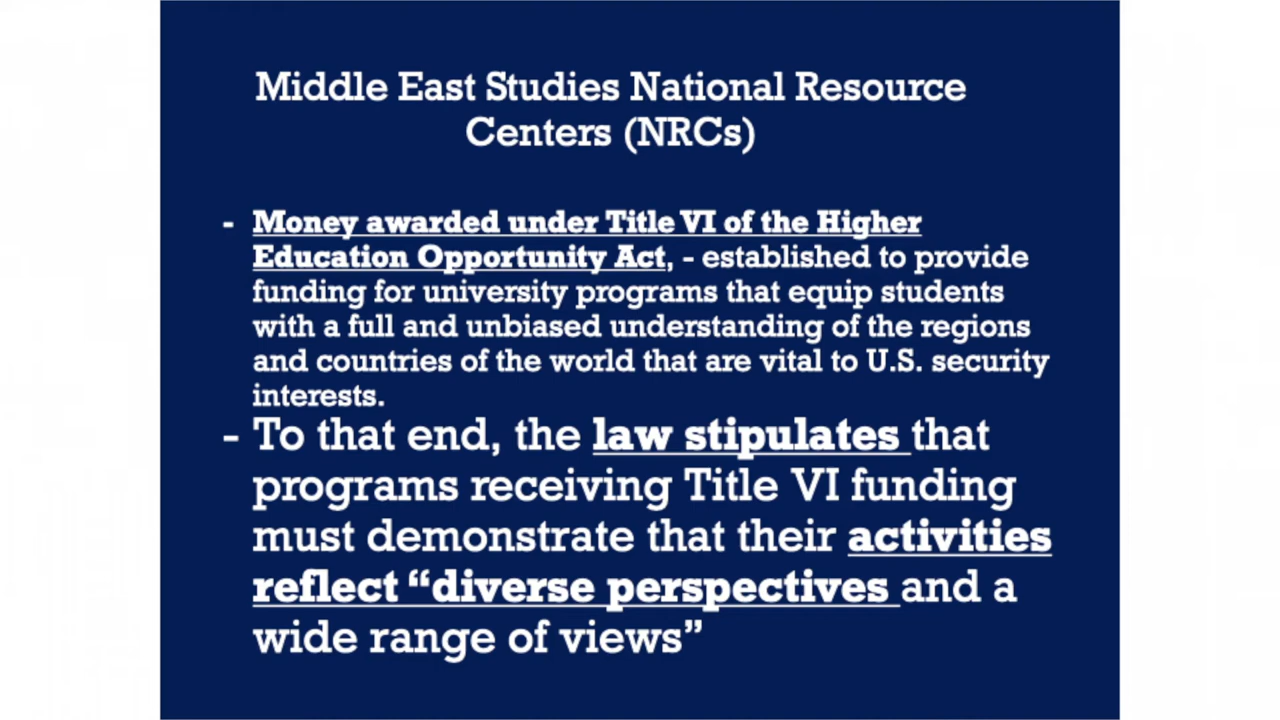 Middle East Studies National Resource
Centers (NRCs)
- Money awarded under Title VI of the Higher
Education Opportunity Act, - established to provide
funding for university programs that equip students
with a full and unbiased understanding of the regions
and countries of the world that are vital to U.S. security
interests.
- To that end, the law stipulates that
programs receiving Title VI funding
must demonstrate that their activities
reflect “diverse perspectives and a
wide range of views”